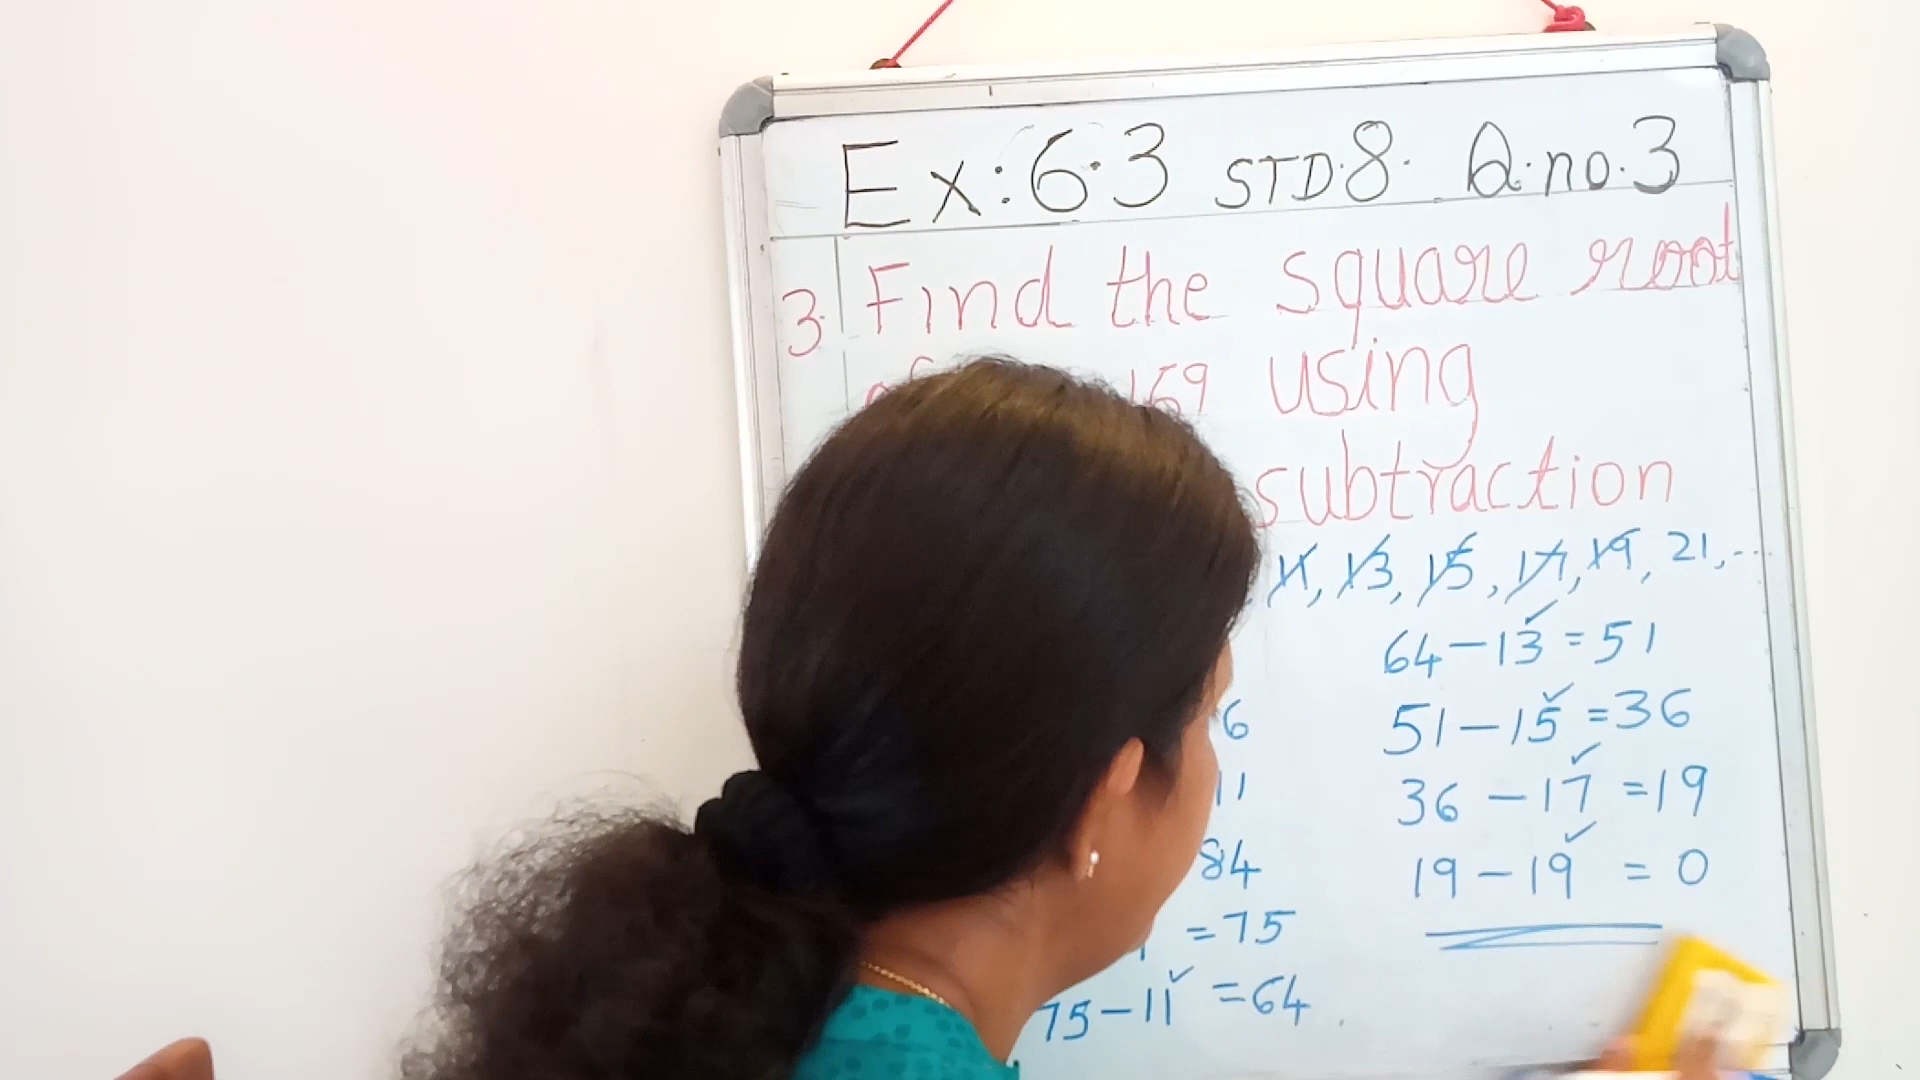 Ex:6.3 STD.8. Q.no.3
3. Find the square root
169 using
subtraction
11, 13, 15, 17, 19, 21,...
64-13=51
6 51-15=36
11 36-17=19
84 19-19=0
=75
75-11=64